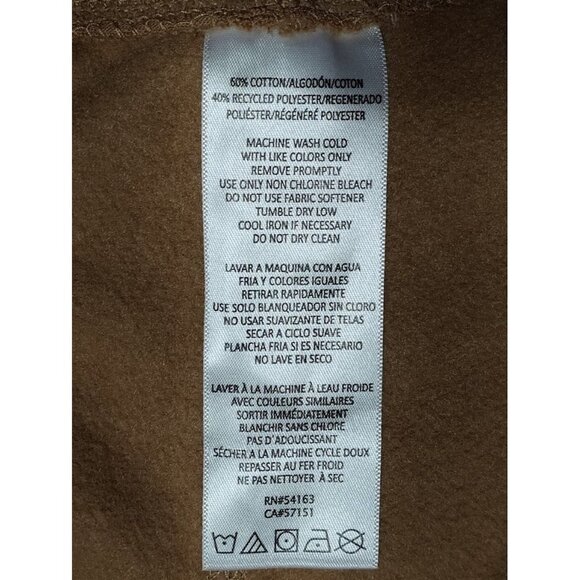 60% COTTON/ALGODÓN/COTON
40% RECYCLED POLYESTER/REGENERADO
POLIÉSTER/RÉGÉNÉRÉ POLYESTER
MACHINE WASH COLD
WITH LIKE COLORS ONLY
REMOVE PROMPTLY
USE ONLY NON CHLORINE BLEACH
DO NOT USE FABRIC SOFTENER
TUMBLE DRY LOW
COOL IRON IF NECESSARY
DO NOT DRY CLEAN
LAVAR A MAQUINA CON AGUA
FRIA Y COLORES IGUALES
RETIRAR RAPIDAMENTE
USE SOLO BLANQUEADOR SIN CLORO
NO USAR SUAVIZANTE DE TELAS
SECAR A CICLO SUAVE
PLANCHA FRIA SI ES NECESARIO
NO LAVE EN SECO
LAVER À LA MACHINE À LEAU FROIDE
AVEC COULEURS SIMILAIRES
SORTIR IMMÉDIATEMENT
BLANCHIR SANS CHLORE
PAS D'ADOUCISSANT
SÉCHER À LA MACHINE CYCLE DOUX
REPASSER AU FER FROID
NE PAS NETTOYER À SEC
RN#54163
CA#57151